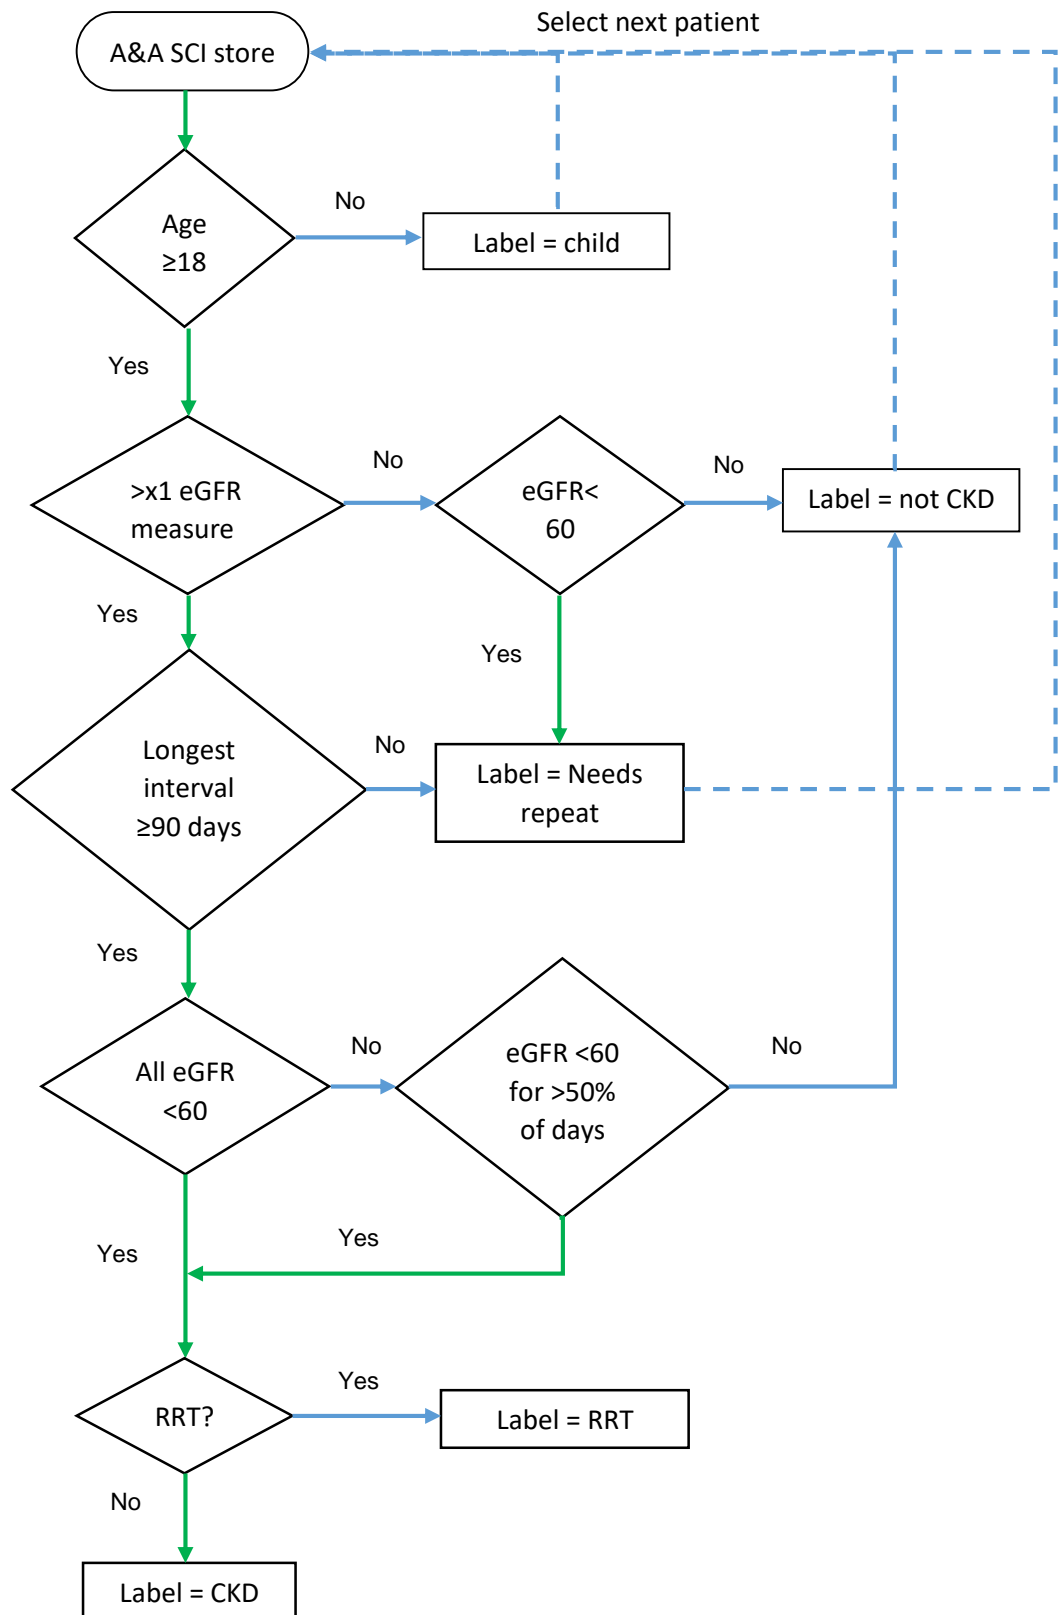 Select next patient
A&A SCI store
No
Age
≥18
Label = child
Yes
No
No
>x1 eGFR
measure
eGFR<
60
Label = not CKD
Yes
Yes
Longest
interval
≥90 days
No
Label = Needs
repeat
Yes
No
No
All eGFR
<60
eGFR <60
for >50%
of days
Yes
Yes
Yes
RRT?
Label = RRT
No
Label = CKD